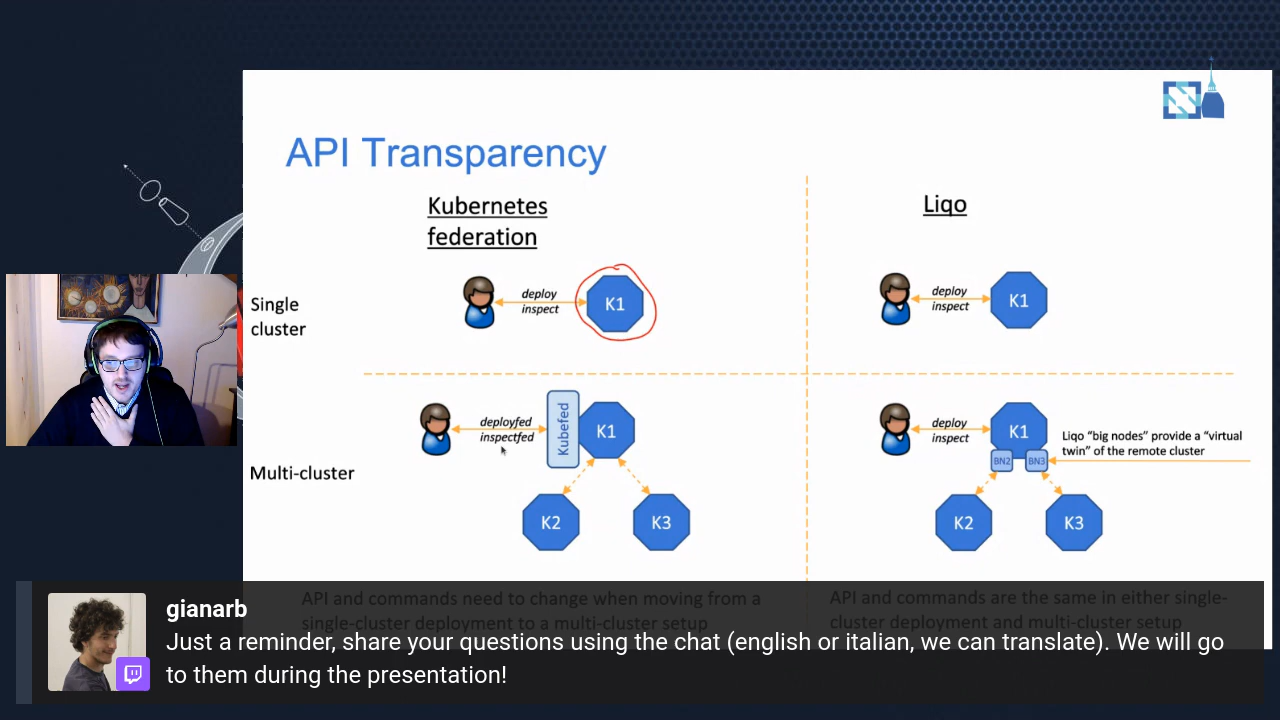 API Transparency
Kubernetes
federation
Liqo
Single
cluster
deploy
inspect
K1
deploy
inspect
K1
Multi-cluster
deployfed
inspectfed
Kubefed
K1
K2
K3
deploy
inspect
K1
BN2
BN3
Liqo “big nodes” provide a “virtual
twin” of the remote cluster
K2
K3
API and commands need to change when moving from a
single-cluster deployment to a multi-cluster setup
API and commands are the same in either single-
cluster deployment and multi-cluster setup
gianarb
Just a reminder, share your questions using the chat (english or italian, we can translate). We will go
to them during the presentation!